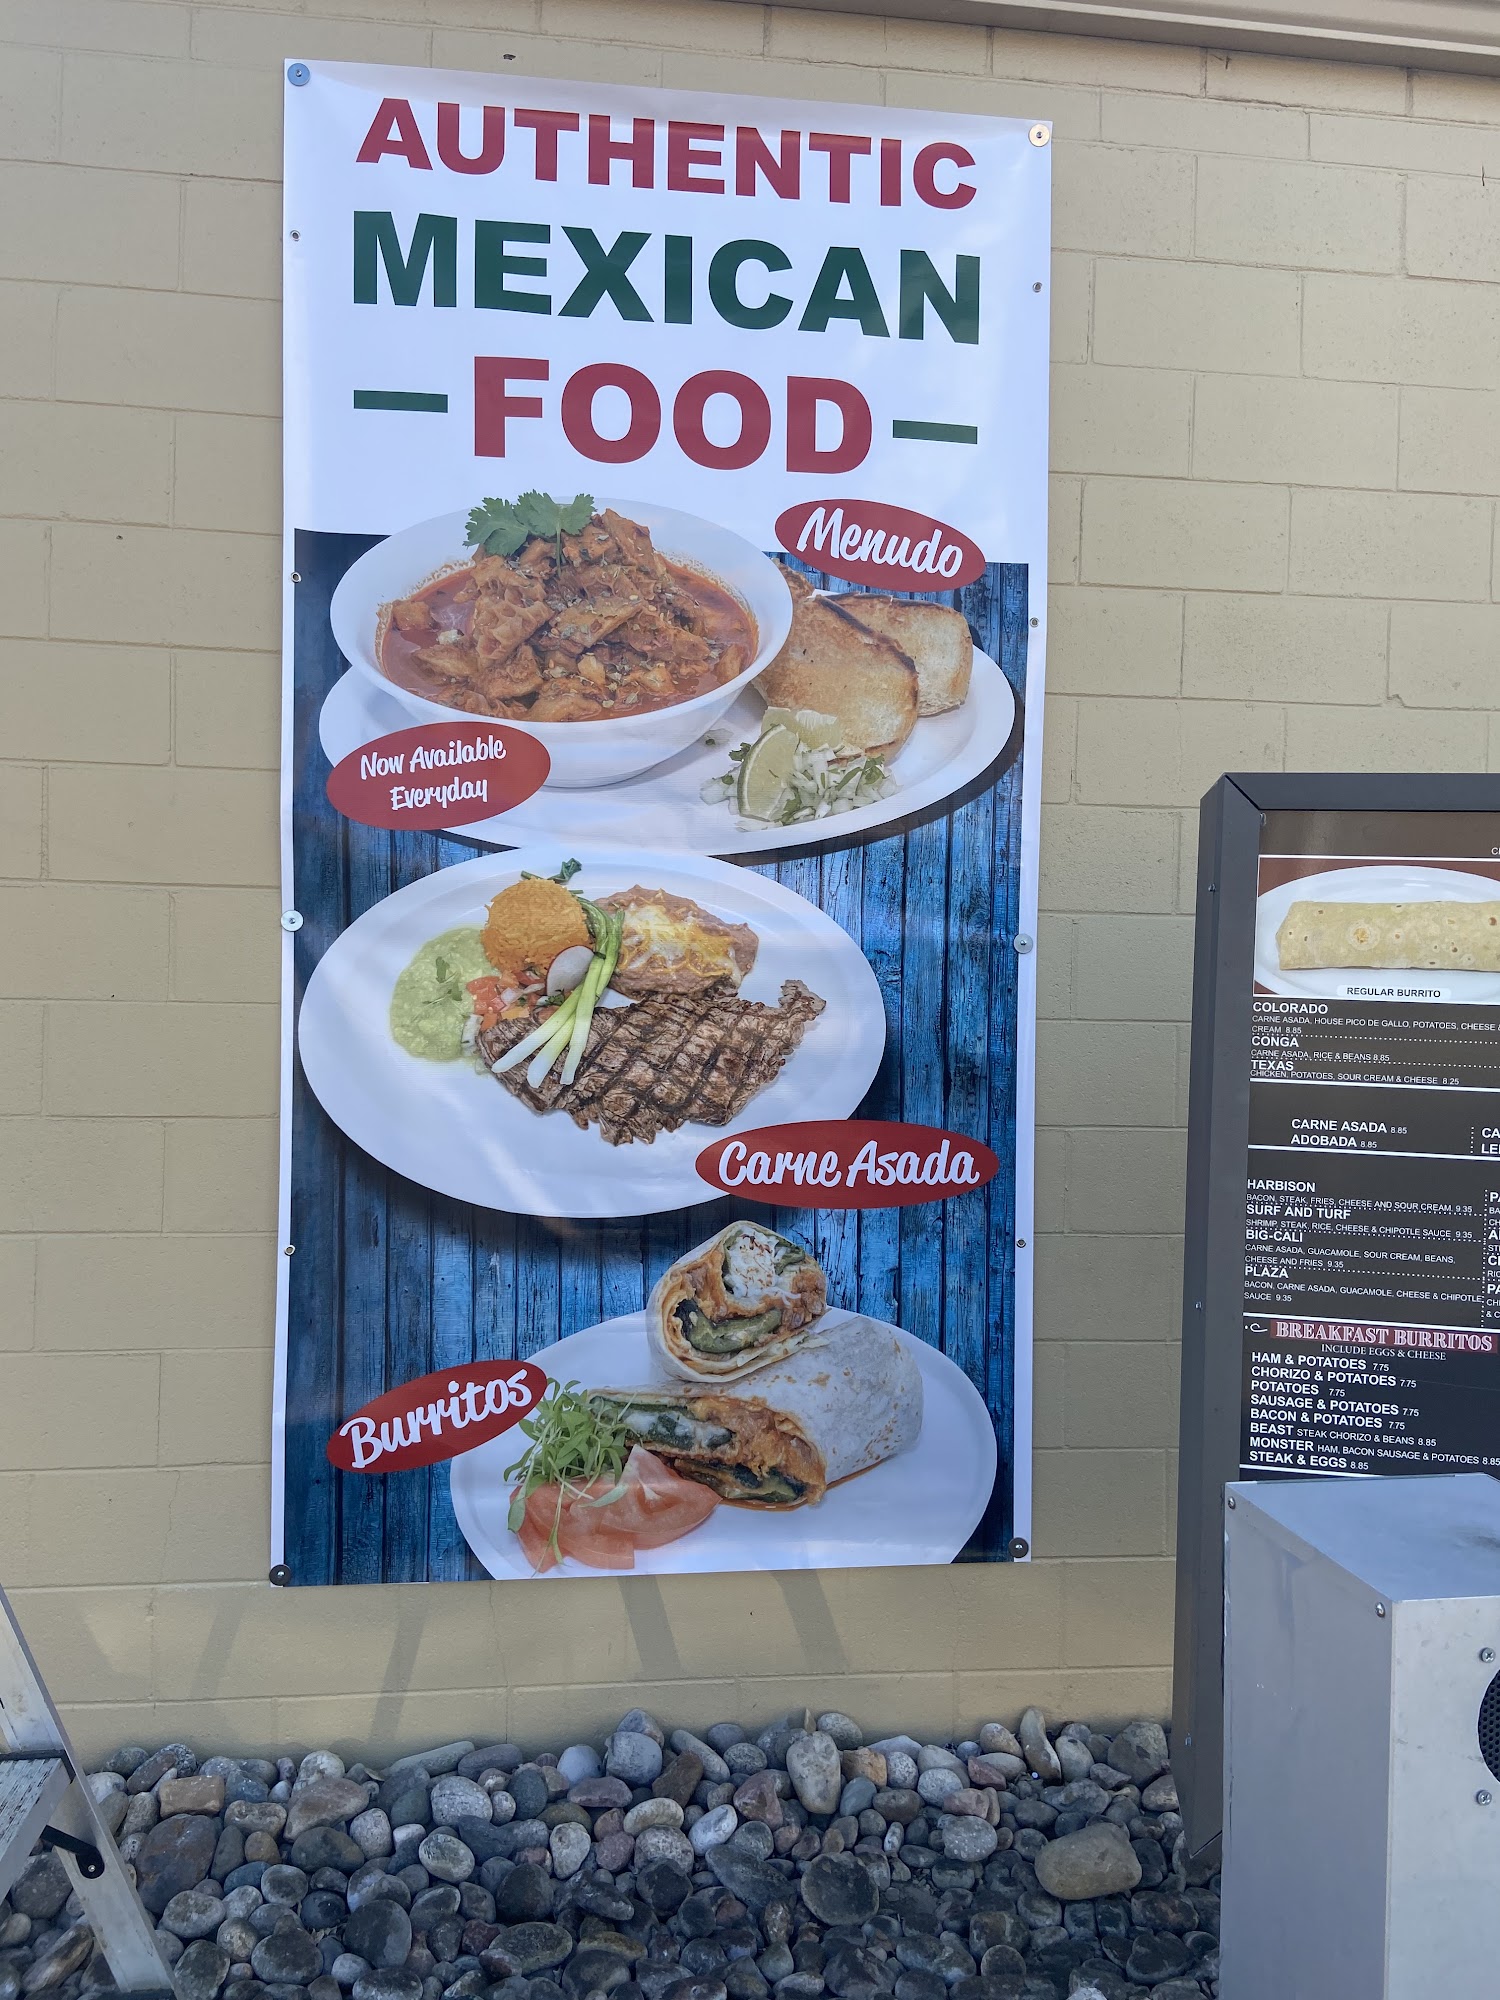 AUTHENTIC
MEXICAN
FOOD
Menudo
Now Available
Everyday
Carne Asada
Burritos
REGULAR BURRITO
COLORADO
CARNE ASADA, HOUSE PICO DE GALLO, POTATOES, CHEESE &
CREAM 8.85
CONGA
CARNE ASADA, RICE & BEANS 8.85
TEXAS
CHICKEN, POTATOES, SOUR CREAM & CHEESE 8.25
CARNE ASADA 8.85
ADOBADA 8.85
HARBISON
BACON, STEAK, FRIES, CHEESE AND SOUR CREAM 9.35
SURF AND TURF
SHRIMP, STEAK, RICE, CHEESE & CHIPOTLE SAUCE 9.35
BIG-CALI
CARNE ASADA, GUACAMOLE, SOUR CREAM, BEANS,
CHEESE AND FRIES 9.35
PLAZA
BACON, CARNE ASADA, GUACAMOLE, CHEESE & CHIPOTLE
SAUCE 9.35
BREAKFAST BURRITOS
INCLUDE EGGS & CHEESE
HAM & POTATOES 7.75
CHORIZO & POTATOES 7.75
POTATOES 7.75
SAUSAGE & POTATOES 7.75
BACON & POTATOES 7.75
BEAST STEAK CHORIZO & BEANS 8.85
MONSTER HAM, BACON SAUSAGE & POTATOES 8.85
STEAK & EGGS 8.85